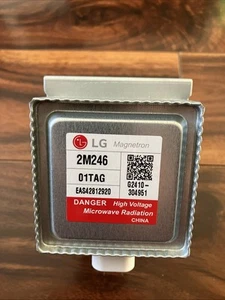 LG Magnetron
2M246
01TAG
EAS42812920
G2410-
304951
DANGER High Voltage
Microwave Radiation
CHINA